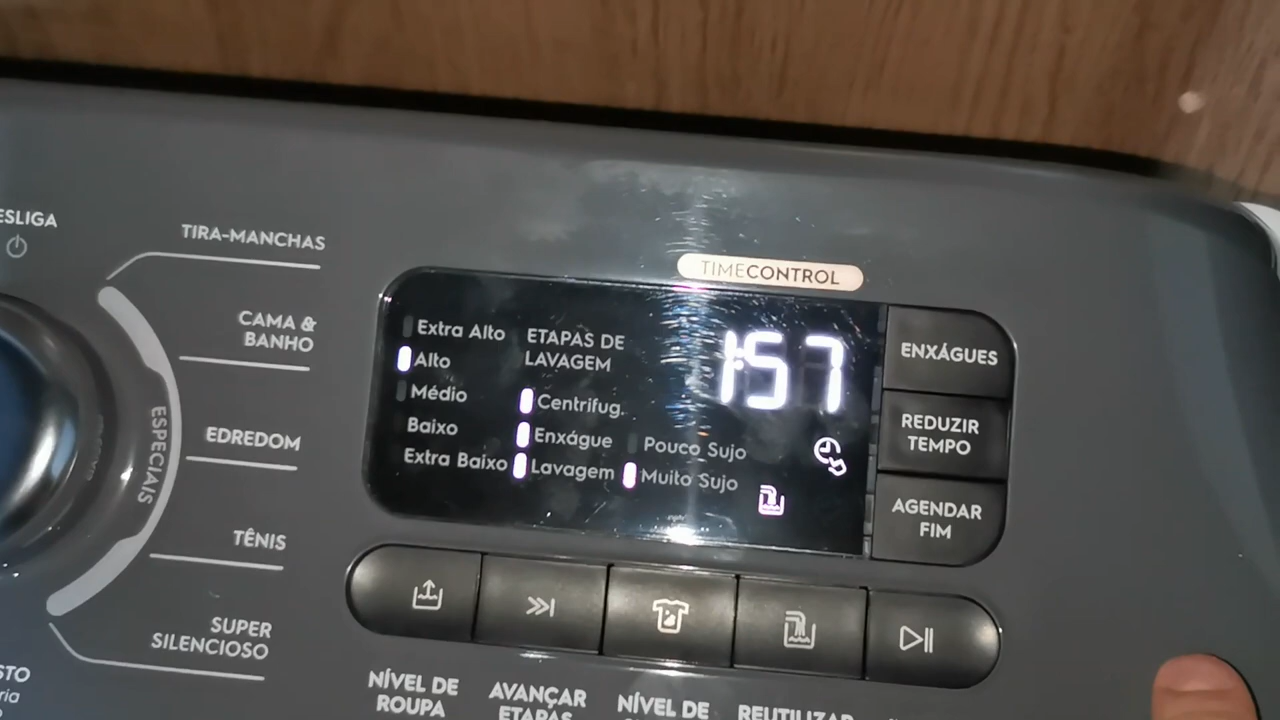 TIRA-MANCHAS
CAMA &
BANHO
EDREDOM
TÊNIS
SUPER
SILENCIOSO
ESPECIAIS
TIMECONTROL
Extra Alto
Alto
Médio
Baixo
Extra Baixo
ETAPAS DE
LAVAGEM
Centrifug.
Enxágue
Lavagem
Pouco Sujo
Muito Sujo
1:57
ENXÁGUES
REDUZIR
TEMPO
AGENDAR
FIM
NÍVEL DE
ROUPA
AVANÇAR
ETAPAS
NÍVEL DE
REUTILIZAR